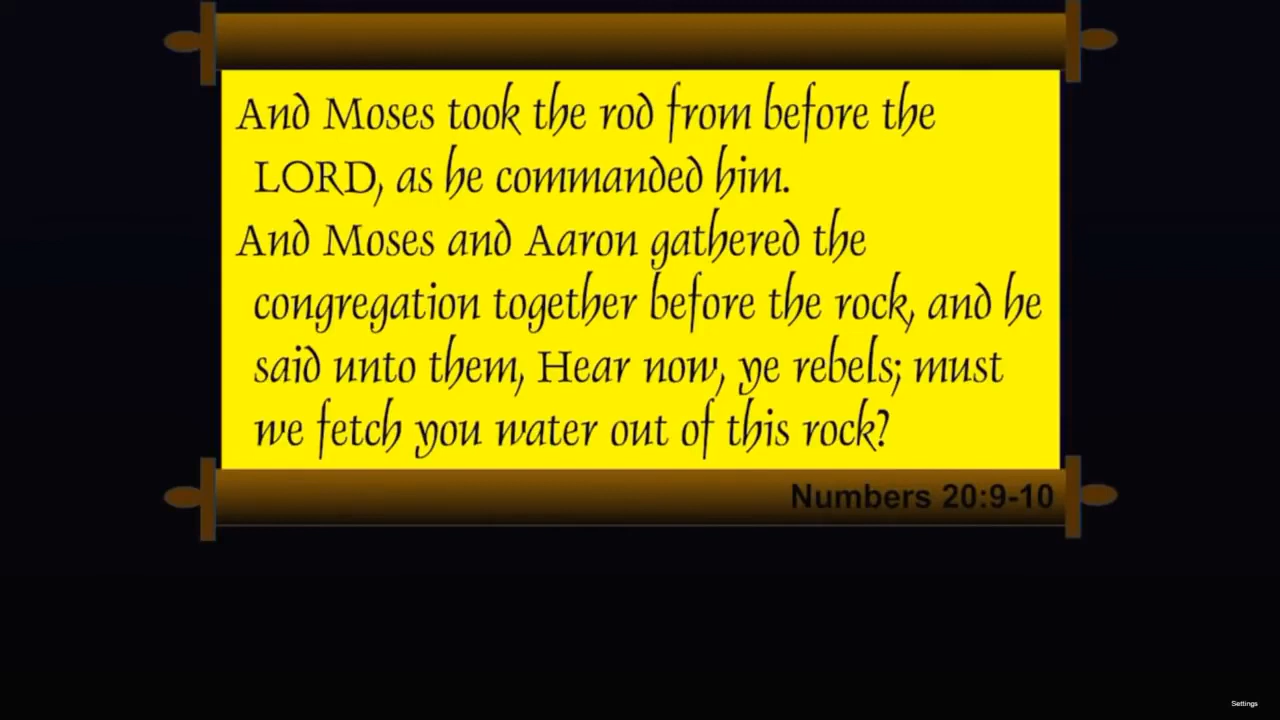 And Moses took the rod from before the
LORD, as he commanded him.
And Moses and Aaron gathered the
congregation together before the rock, and he
said unto them, Hear now, ye rebels; must
we fetch you water out of this rock?
Numbers 20:9-10
Settings